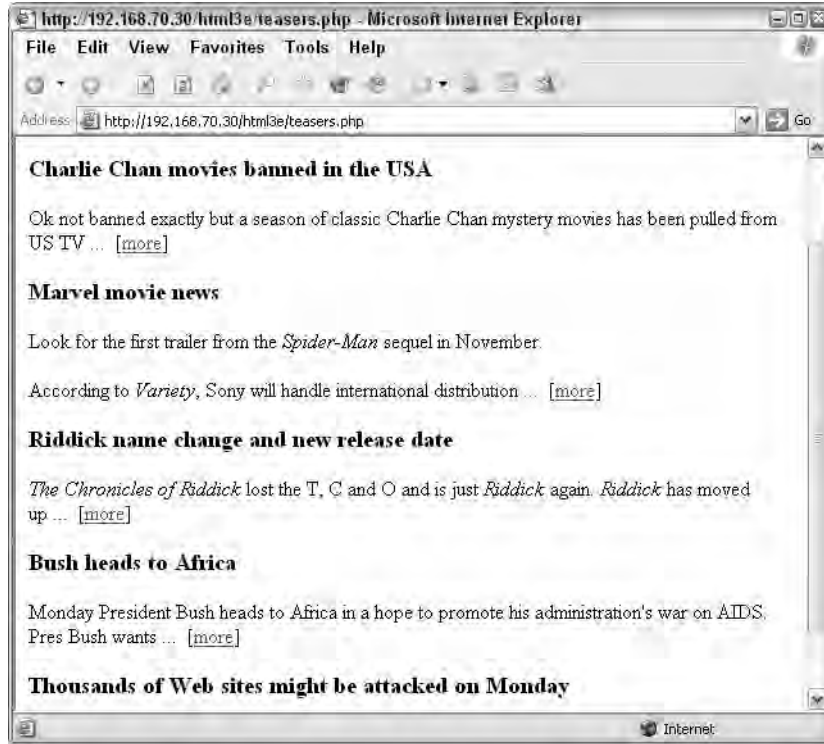 http://192.168.70.30/html3e/teasers.php - Microsoft Internet Explorer
File Edit View Favorites Tools Help
Address http://192.168.70.30/html3e/teasers.php Go
Charlie Chan movies banned in the USA
Ok not banned exactly but a season of classic Charlie Chan mystery movies has been pulled from
US TV ... [more]
Marvel movie news
Look for the first trailer from the Spider-Man sequel in November.
According to Variety, Sony will handle international distribution ... [more]
Riddick name change and new release date
The Chronicles of Riddick lost the T, C and O and is just Riddick again. Riddick has moved
up ... [more]
Bush heads to Africa
Monday President Bush heads to Africa in a hope to promote his administration's war on AIDS.
Pres Bush wants ... [more]
Thousands of Web sites might be attacked on Monday
Internet